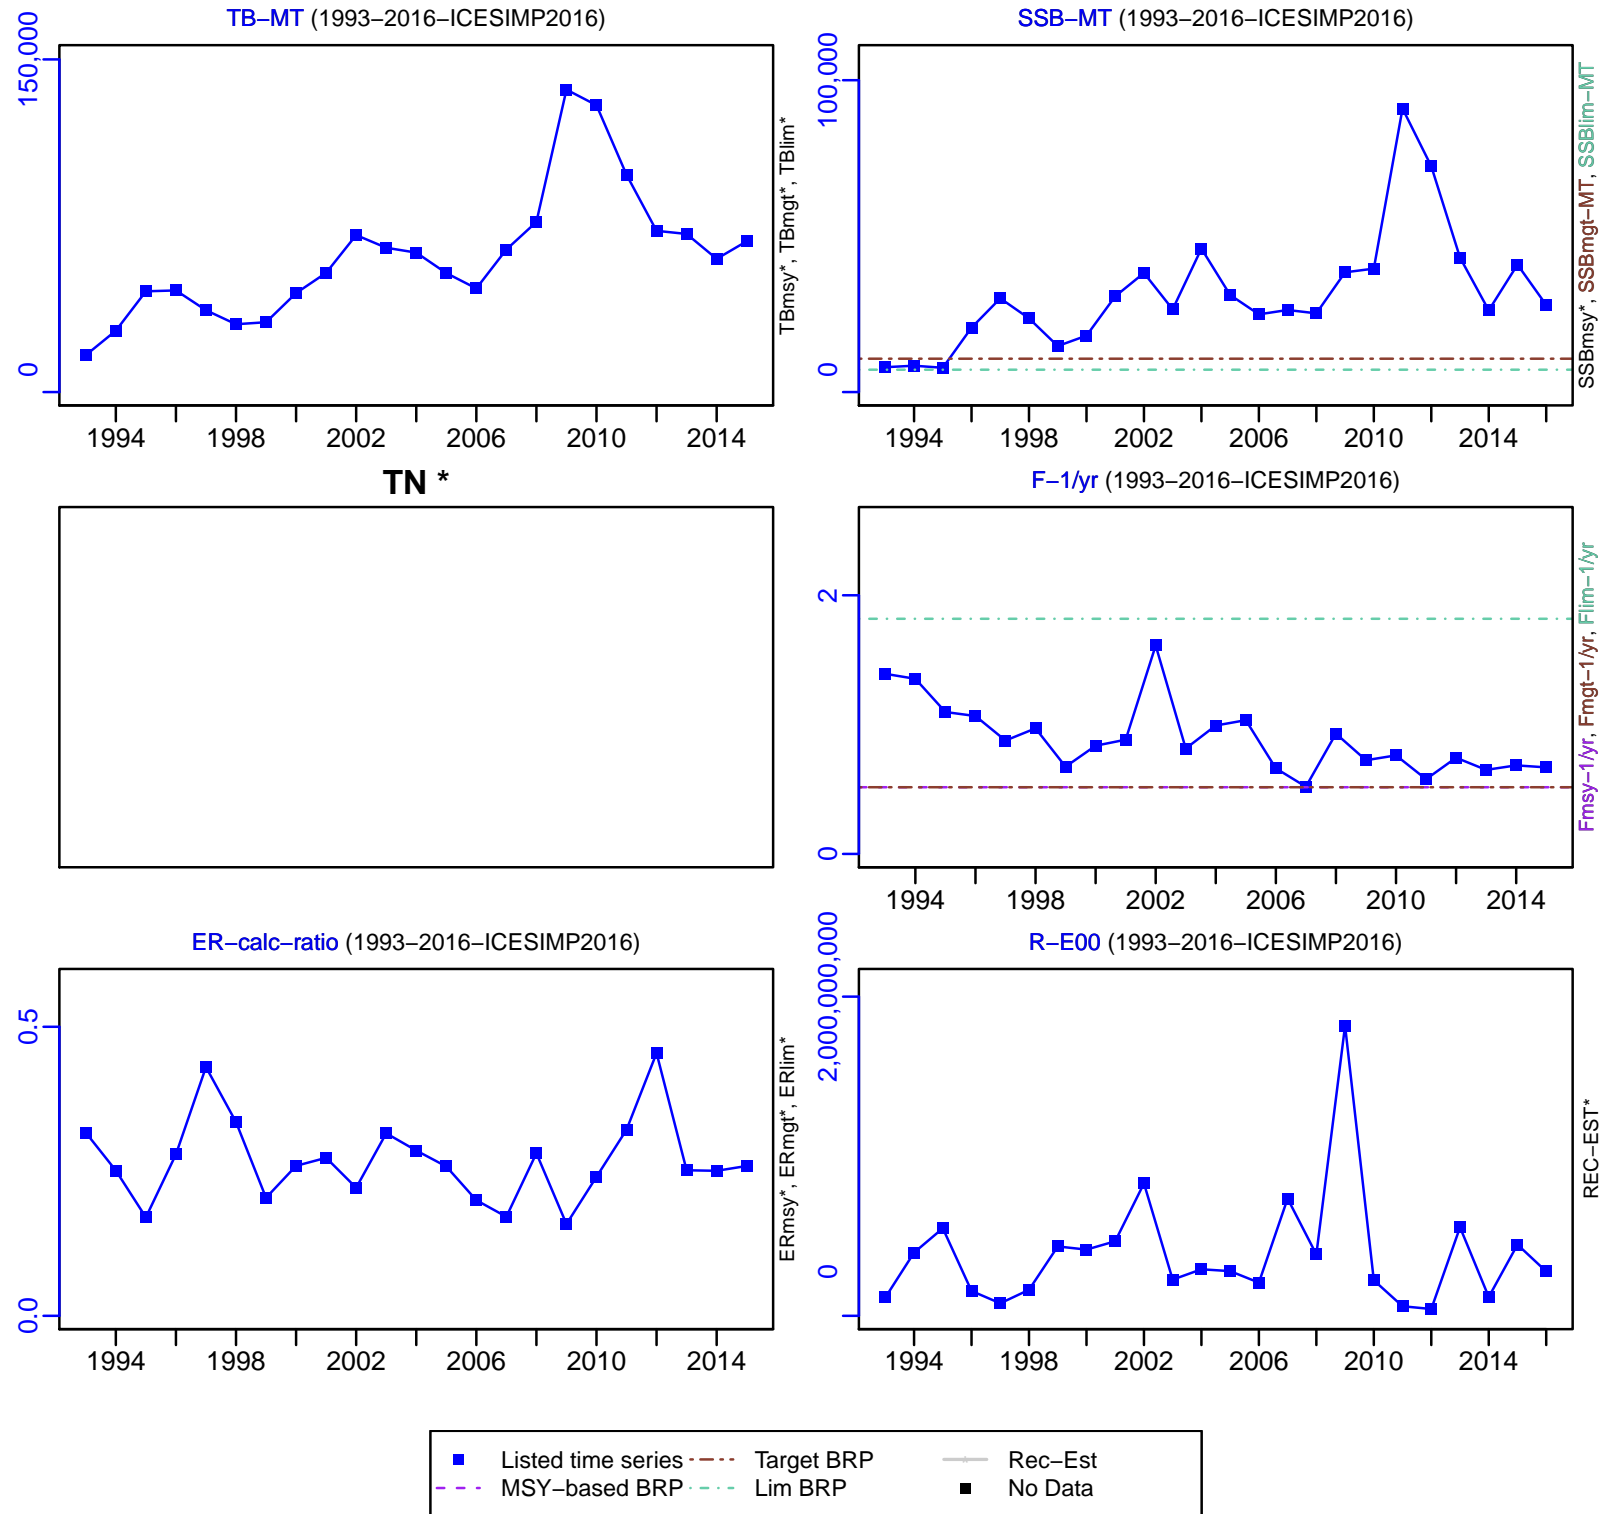 TB−MT (1993−2016−ICESIMP2016)
150,000
0
TBmsy*, TBmgt*, TBlim*
1994 1998 2002 2006 2010 2014
SSB−MT (1993−2016−ICESIMP2016)
100,000
0
SSBmsy*, SSBmgt−MT, SSBlim−MT
1994 1998 2002 2006 2010 2014
TN *
F−1/yr (1993−2016−ICESIMP2016)
2
0
Fmsy−1/yr, Fmgt−1/yr, Flim−1/yr
1994 1998 2002 2006 2010 2014
ER−calc−ratio (1993−2016−ICESIMP2016)
0.5
0.0
ERmsy*, ERmgt*, ERlim*
1994 1998 2002 2006 2010 2014
R−E00 (1993−2016−ICESIMP2016)
2,000,000,000
0
REC−EST*
1994 1998 2002 2006 2010 2014
Listed time series Target BRP Rec−Est
MSY−based BRP Lim BRP No Data